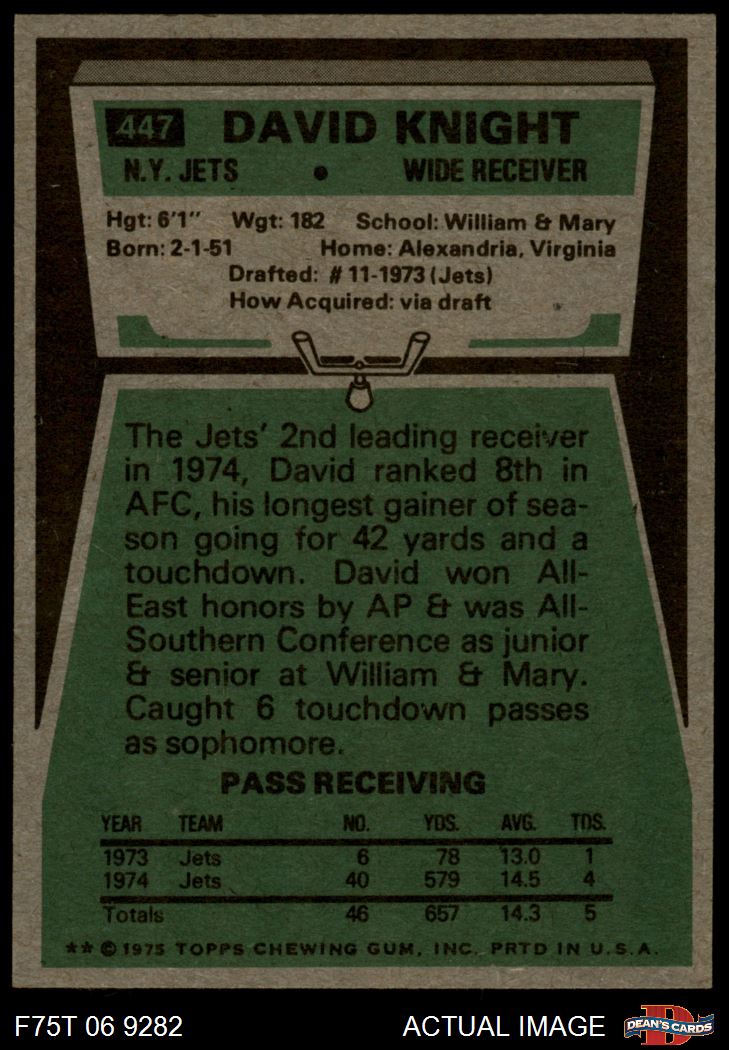 447 DAVID KNIGHT
N.Y. JETS • WIDE RECEIVER
Hgt: 6'1" Wgt: 182 School: William & Mary
Born: 2-1-51 Home: Alexandria, Virginia
Drafted: #11-1973 (Jets)
How Acquired: via draft
The Jets' 2nd leading receiver
in 1974, David ranked 8th in
AFC, his longest gainer of sea-
son going for 42 yards and a
touchdown. David won All-
East honors by AP & was All-
Southern Conference as junior
& senior at William & Mary.
Caught 6 touchdown passes
as sophomore.
PASS RECEIVING
YEAR TEAM NO. YDS. AVG. TDS.
1973 Jets 6 78 13.0 1
1974 Jets 40 579 14.5 4
Totals 46 657 14.3 5
** © 1975 TOPPS CHEWING GUM, INC. PRTD IN U.S.A.
F75T 06 9282 ACTUAL IMAGE D DEAN'S CARDS